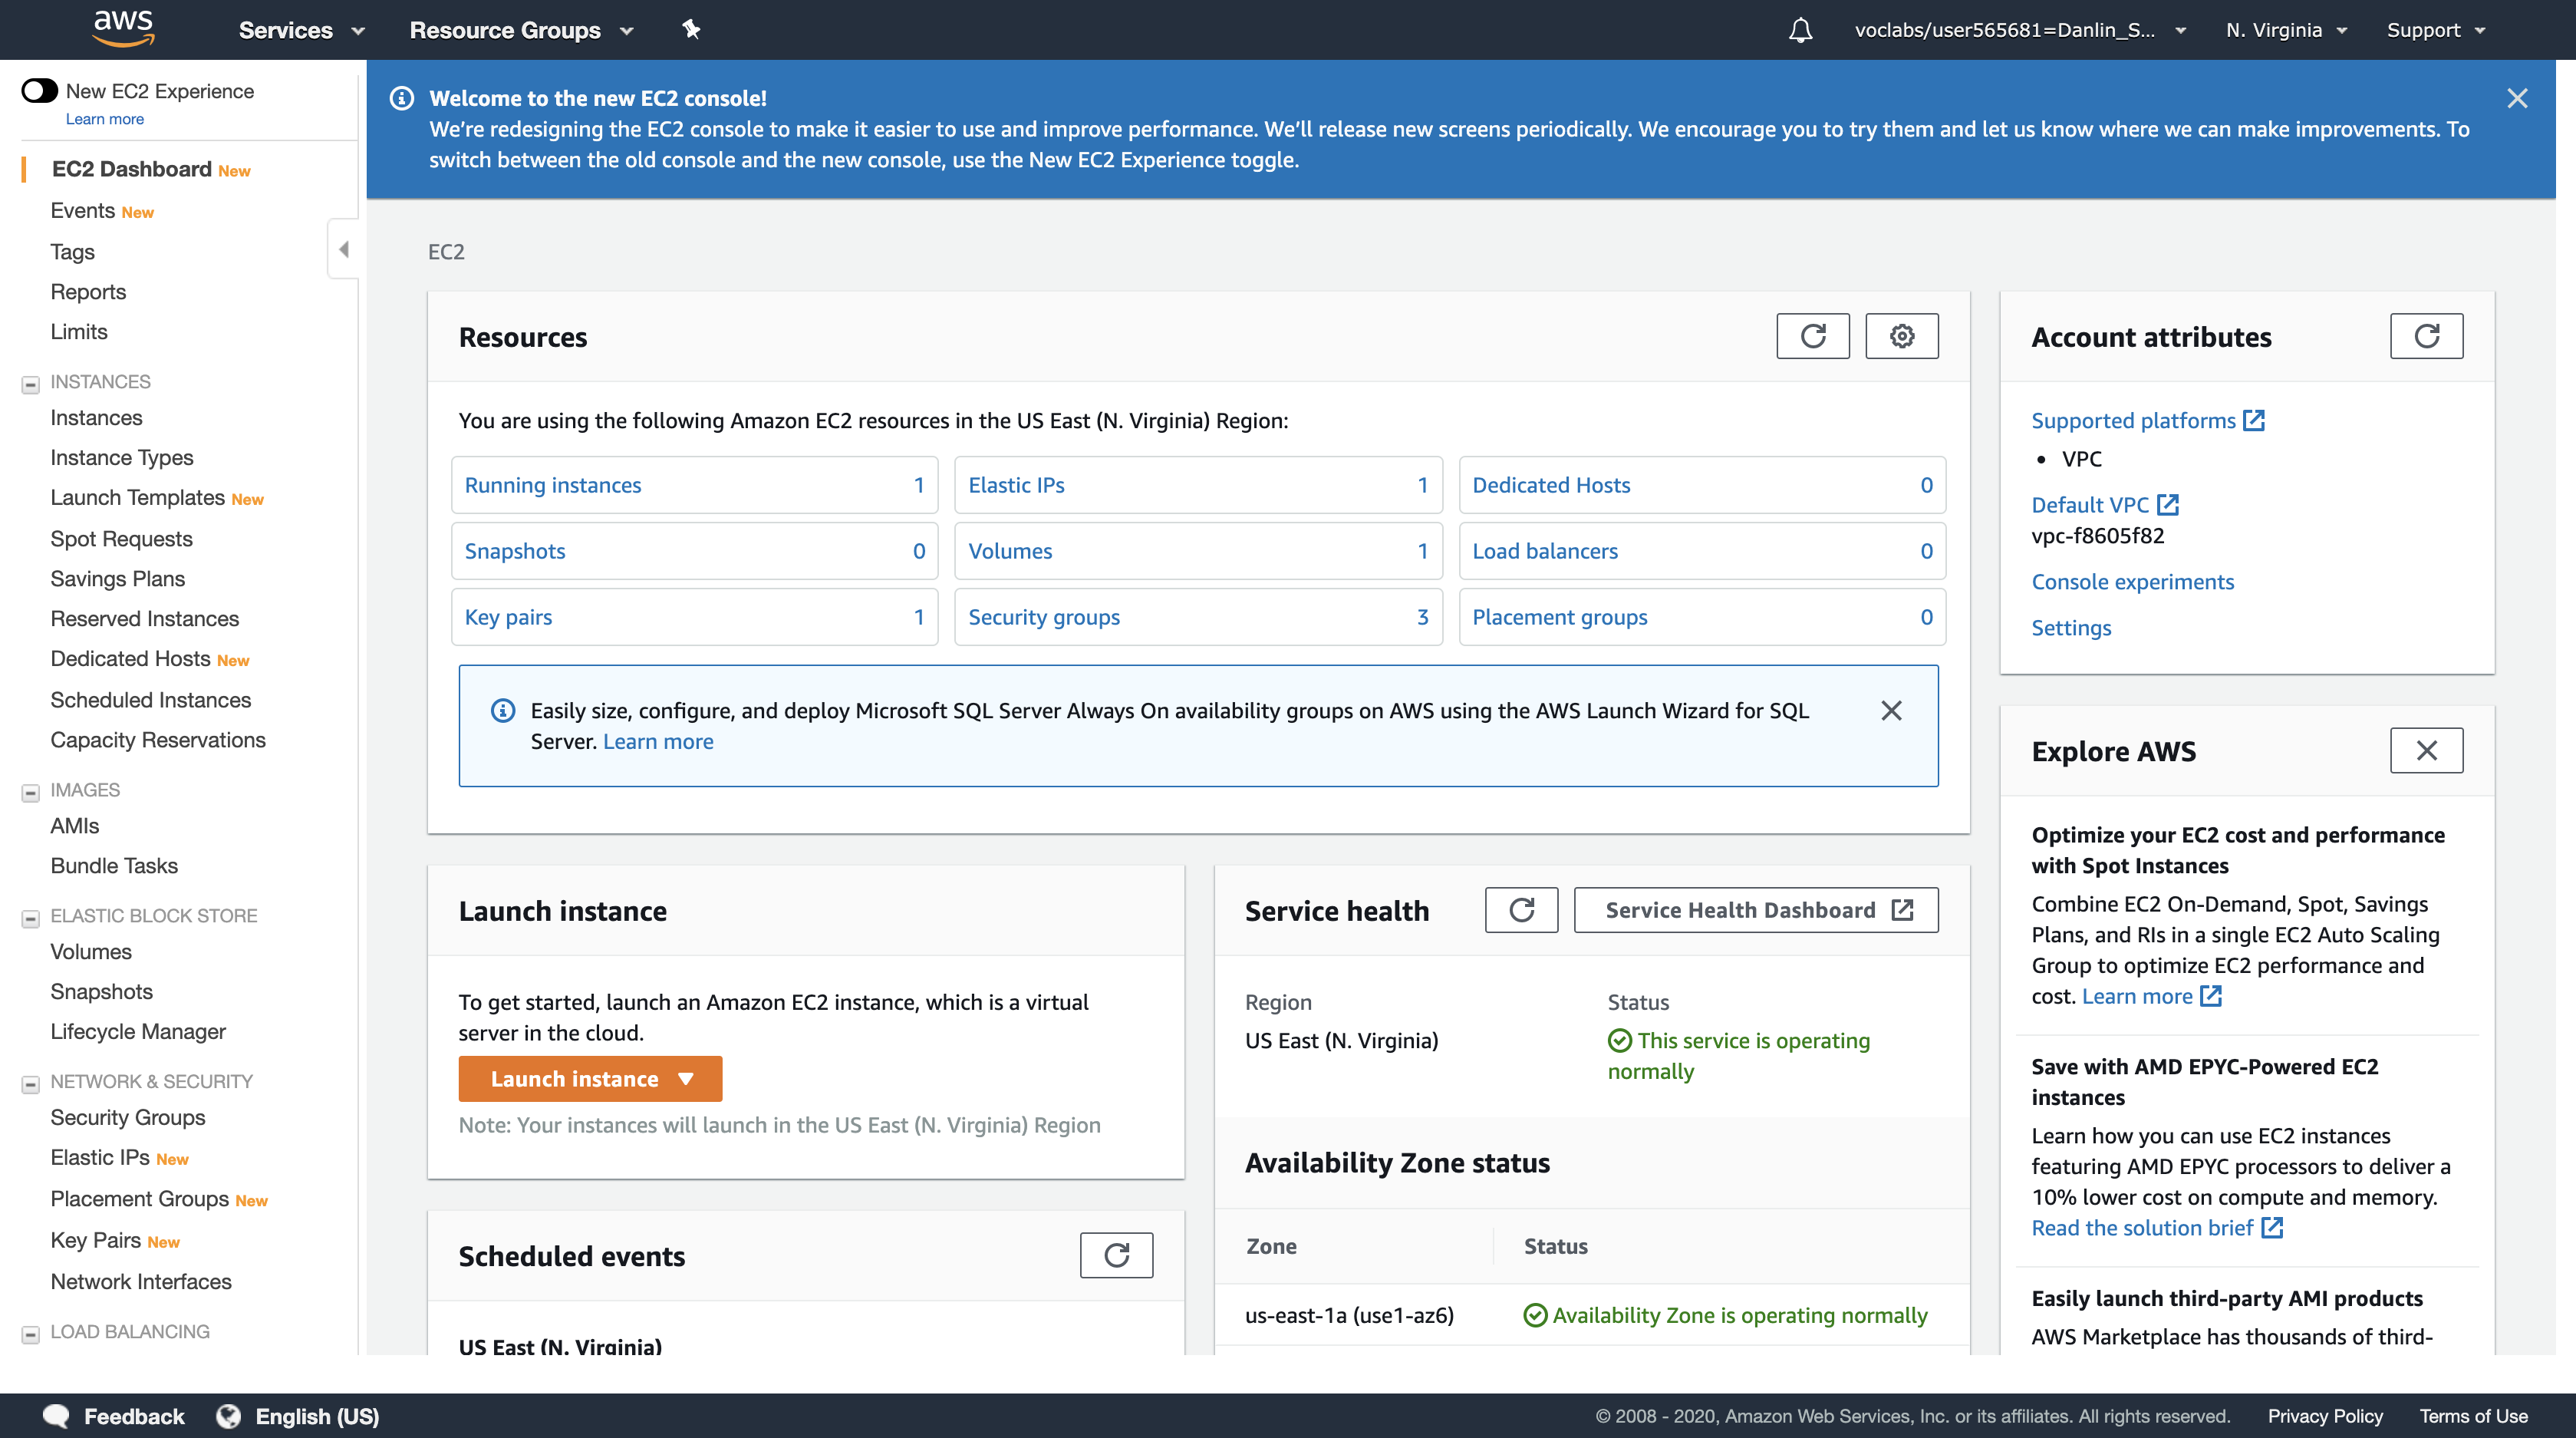 aws
Services
Resource Groups
voclabs/user565681=Danlin_S...
N. Virginia
Support
New EC2 Experience
Learn more
EC2 Dashboard New
Events New
Tags
Reports
Limits
INSTANCES
Instances
Instance Types
Launch Templates New
Spot Requests
Savings Plans
Reserved Instances
Dedicated Hosts New
Scheduled Instances
Capacity Reservations
IMAGES
AMIs
Bundle Tasks
ELASTIC BLOCK STORE
Volumes
Snapshots
Lifecycle Manager
NETWORK & SECURITY
Security Groups
Elastic IPs New
Placement Groups New
Key Pairs New
Network Interfaces
LOAD BALANCING
Welcome to the new EC2 console!
We're redesigning the EC2 console to make it easier to use and improve performance. We'll release new screens periodically. We encourage you to try them and let us know where we can make improvements. To
switch between the old console and the new console, use the New EC2 Experience toggle.
EC2
Resources
You are using the following Amazon EC2 resources in the US East (N. Virginia) Region:
Running instances 1
Elastic IPs 1
Dedicated Hosts 0
Snapshots 0
Volumes 1
Load balancers 0
Key pairs 1
Security groups 3
Placement groups 0
Easily size, configure, and deploy Microsoft SQL Server Always On availability groups on AWS using the AWS Launch Wizard for SQL
Server. Learn more
Launch instance
To get started, launch an Amazon EC2 instance, which is a virtual
server in the cloud.
Launch instance
Note: Your instances will launch in the US East (N. Virginia) Region
Scheduled events
US East (N. Virginia)
Service health
Service Health Dashboard
Region
US East (N. Virginia)
Status
This service is operating
normally
Availability Zone status
Zone
Status
us-east-1a (use1-az6)
Availability Zone is operating normally
Account attributes
Supported platforms
• VPC
Default VPC
vpc-f8605f82
Console experiments
Settings
Explore AWS
Optimize your EC2 cost and performance
with Spot Instances
Combine EC2 On-Demand, Spot, Savings
Plans, and RIs in a single EC2 Auto Scaling
Group to optimize EC2 performance and
cost. Learn more
Save with AMD EPYC-Powered EC2
instances
Learn how you can use EC2 instances
featuring AMD EPYC processors to deliver a
10% lower cost on compute and memory.
Read the solution brief
Easily launch third-party AMI products
AWS Marketplace has thousands of third-
Feedback
English (US)
© 2008 - 2020, Amazon Web Services, Inc. or its affiliates. All rights reserved.
Privacy Policy
Terms of Use